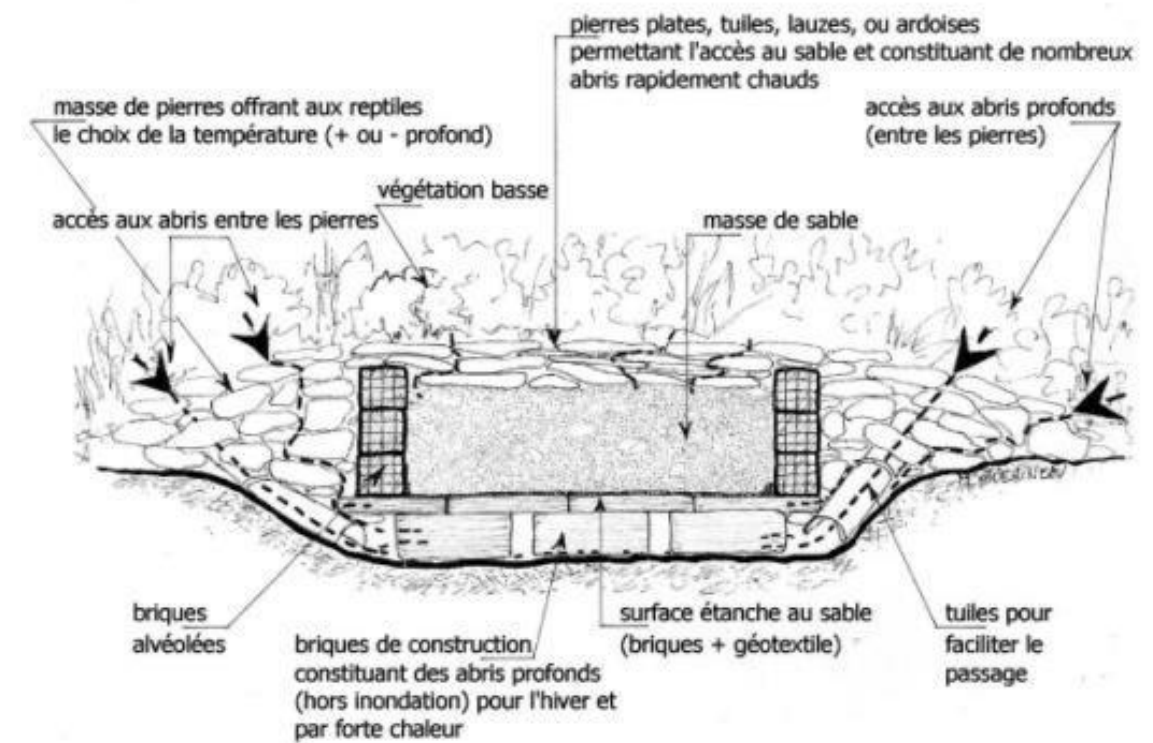 pierres plates, tuiles, lauzes, ou ardoises
permettant l'accès au sable et constituant de nombreux
abris rapidement chauds
masse de pierres offrant aux reptiles
le choix de la température (+ ou - profond)
accès aux abris profonds
(entre les pierres)
végétation basse
accès aux abris entre les pierres
masse de sable
briques
alvéolées
briques de construction
constituant des abris profonds
(hors inondation) pour l'hiver et
par forte chaleur
surface étanche au sable
(briques + géotextile)
tuiles pour
faciliter le
passage